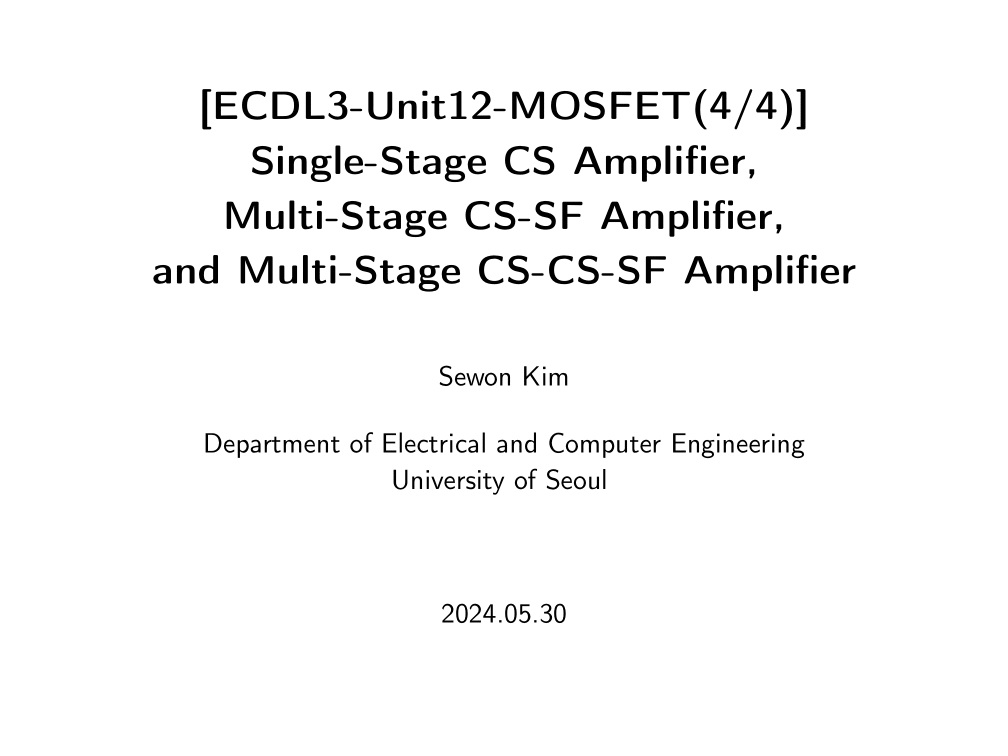 [ECDL3-Unit12-MOSFET(4/4)]
Single-Stage CS Amplifier,
Multi-Stage CS-SF Amplifier,
and Multi-Stage CS-CS-SF Amplifier
Sewon Kim
Department of Electrical and Computer Engineering
University of Seoul
2024.05.30